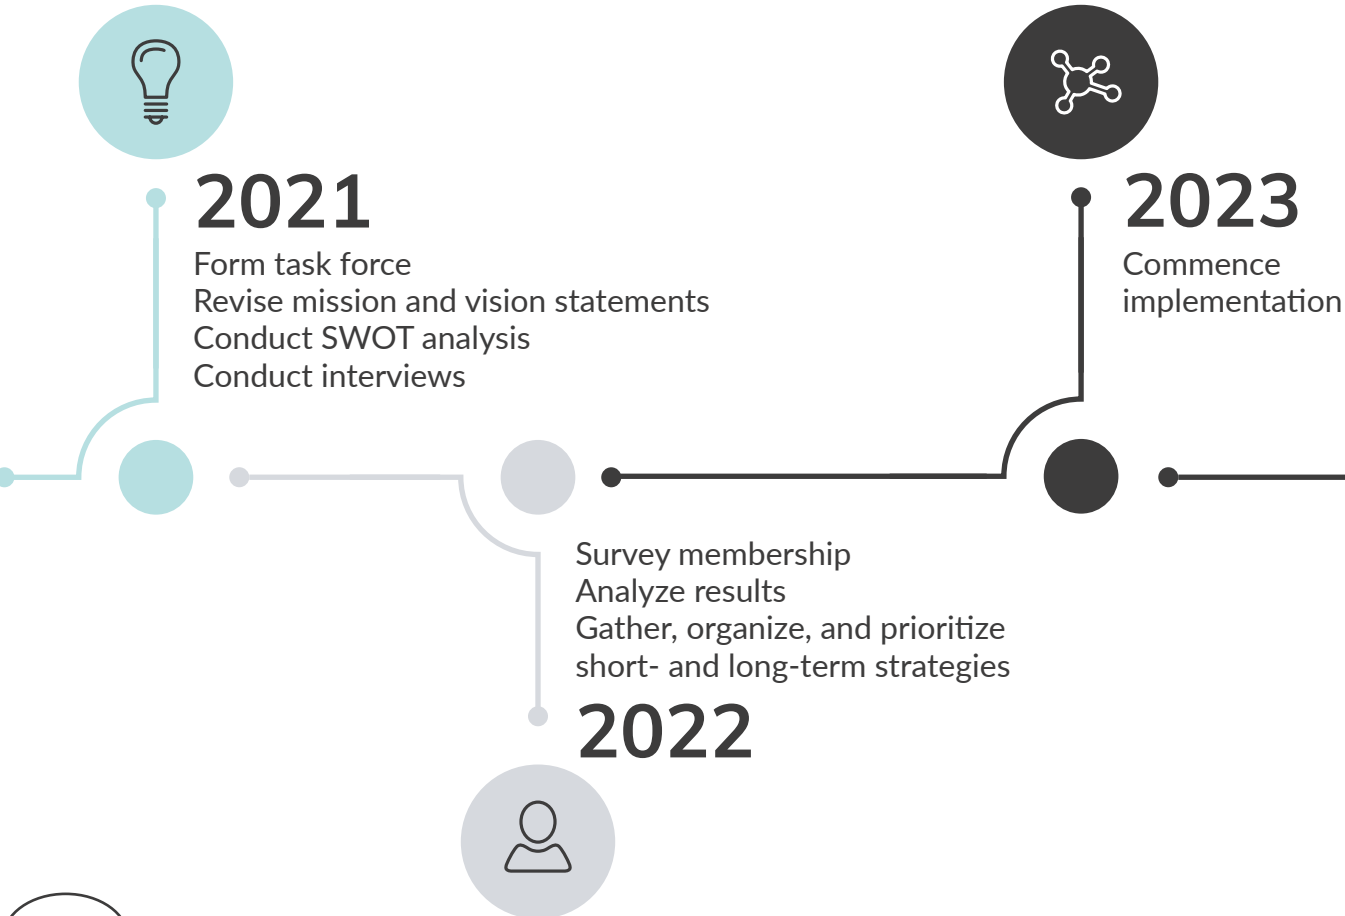 2021
Form task force
Revise mission and vision statements
Conduct SWOT analysis
Conduct interviews
Survey membership
Analyze results
Gather, organize, and prioritize
short- and long-term strategies
2022
2023
Commence
implementation